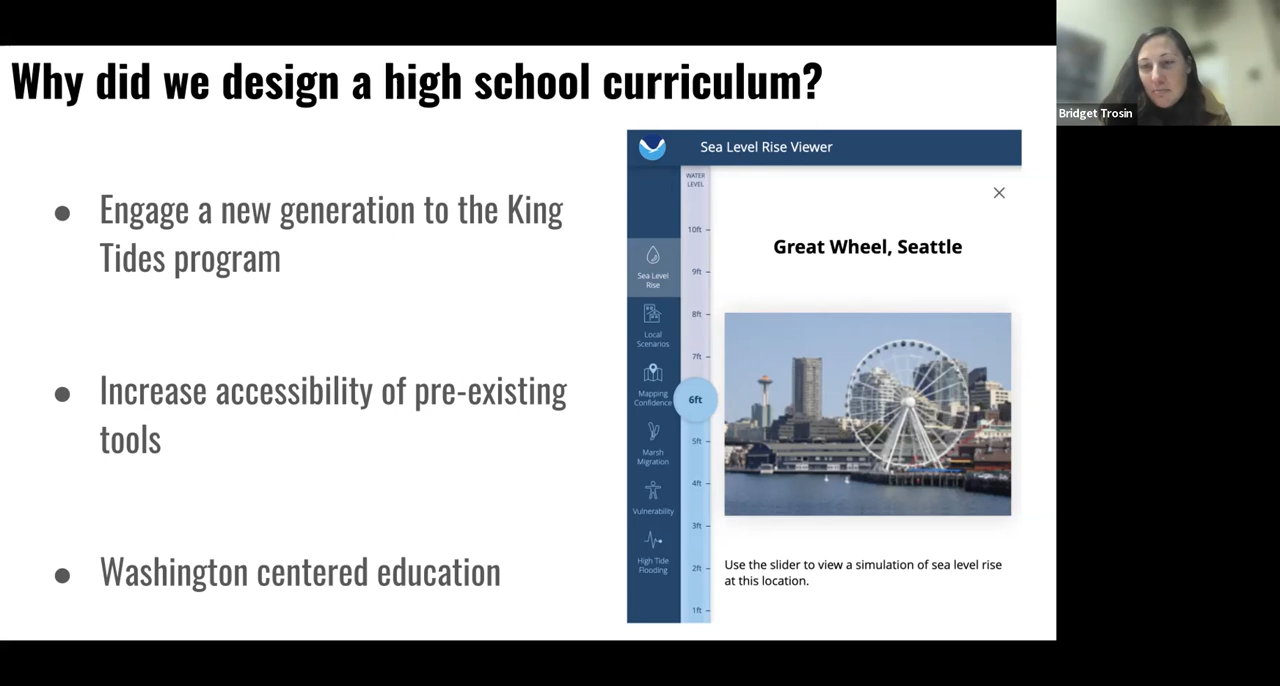 Why did we design a high school curriculum?
● Engage a new generation to the King
Tides program
● Increase accessibility of pre-existing
tools
● Washington centered education
Sea Level Rise Viewer
WATER
LEVEL
10ft
9ft
8ft
7ft
6ft
5ft
4ft
3ft
2ft
1ft
Sea Level
Rise
Local
Scenarios
Mapping
Confidence
Marsh
Migration
Vulnerability
High Tide
Flooding
Great Wheel, Seattle
Use the slider to view a simulation of sea level rise
at this location.
Bridget Trosin